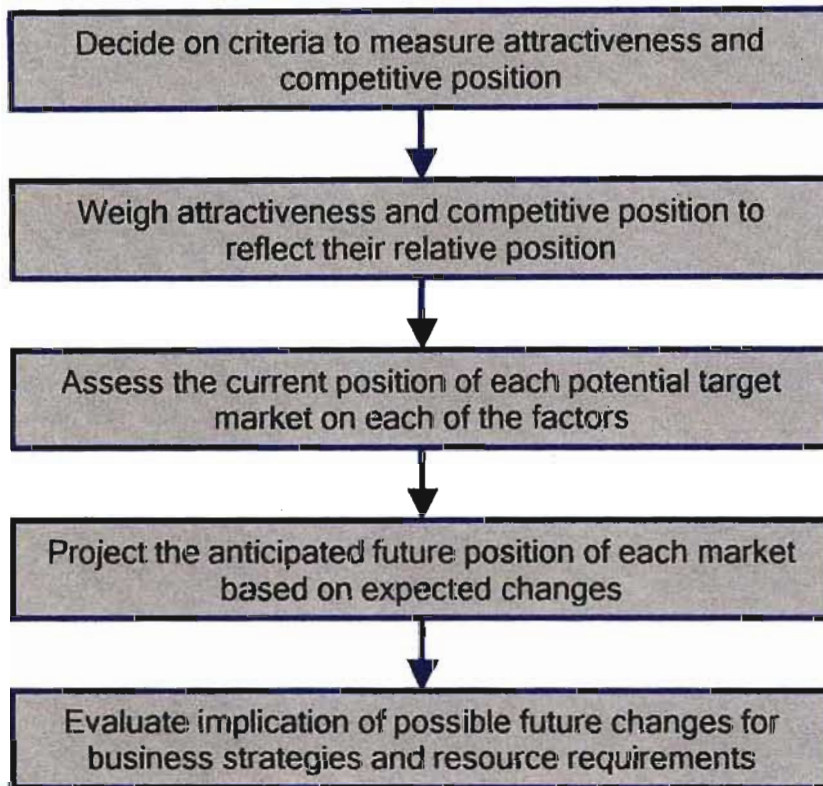 Decide on criteria to measure attractiveness and
competitive position
Weigh attractiveness and competitive position to
reflect their relative position
Assess the current position of each potential target
market on each of the factors
Project the anticipated future position of each market
based on expected changes
Evaluate implication of possible future changes for
business strategies and resource requirements